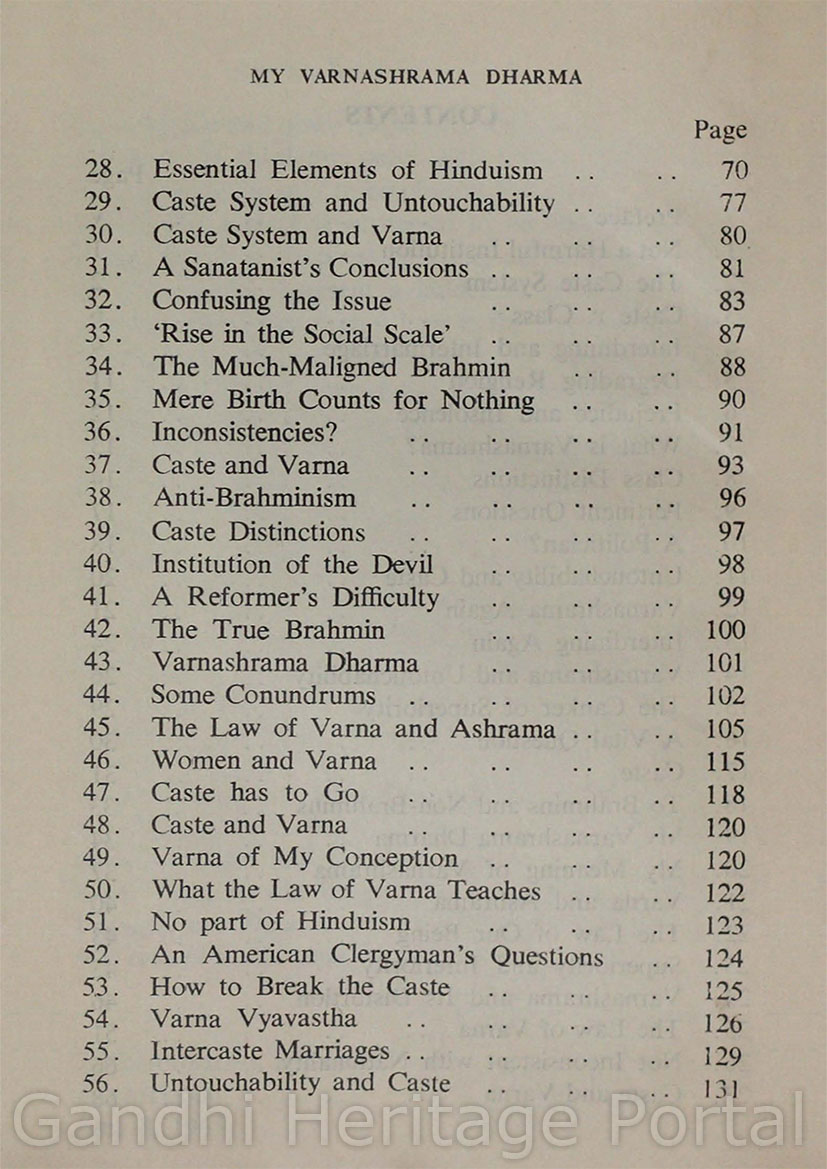 MY VARNASHRAMA DHARMA
Page
28. Essential Elements of Hinduism .. .. 70
29. Caste System and Untouchability .. .. 77
30. Caste System and Varna .. .. .. 80
31. A Sanatanist's Conclusions .. .. .. 81
32. Confusing the Issue .. .. .. 83
33. ‘Rise in the Social Scale’ .. .. .. 87
34. The Much-Maligned Brahmin .. .. 88
35. Mere Birth Counts for Nothing .. .. 90
36. Inconsistencies? .. .. .. .. 91
37. Caste and Varna .. .. .. .. 93
38. Anti-Brahminism .. .. .. .. 96
39. Caste Distinctions .. .. .. .. 97
40. Institution of the Devil .. .. .. 98
41. A Reformer's Difficulty .. .. .. 99
42. The True Brahmin .. .. .. 100
43. Varnashrama Dharma .. .. .. 101
44. Some Conundrums .. .. .. .. 102
45. The Law of Varna and Ashrama .. .. 105
46. Women and Varna .. .. .. .. 115
47. Caste has to Go .. .. .. .. 118
48. Caste and Varna .. .. .. .. 120
49. Varna of My Conception .. .. .. 120
50. What the Law of Varna Teaches .. .. 122
51. No part of Hinduism .. .. .. 123
52. An American Clergyman's Questions .. 124
53. How to Break the Caste .. .. .. 125
54. Varna Vyavastha .. .. .. .. 126
55. Intercaste Marriages .. .. .. .. 129
56. Untouchability and Caste .. .. .. 131
Gandhi Heritage Portal